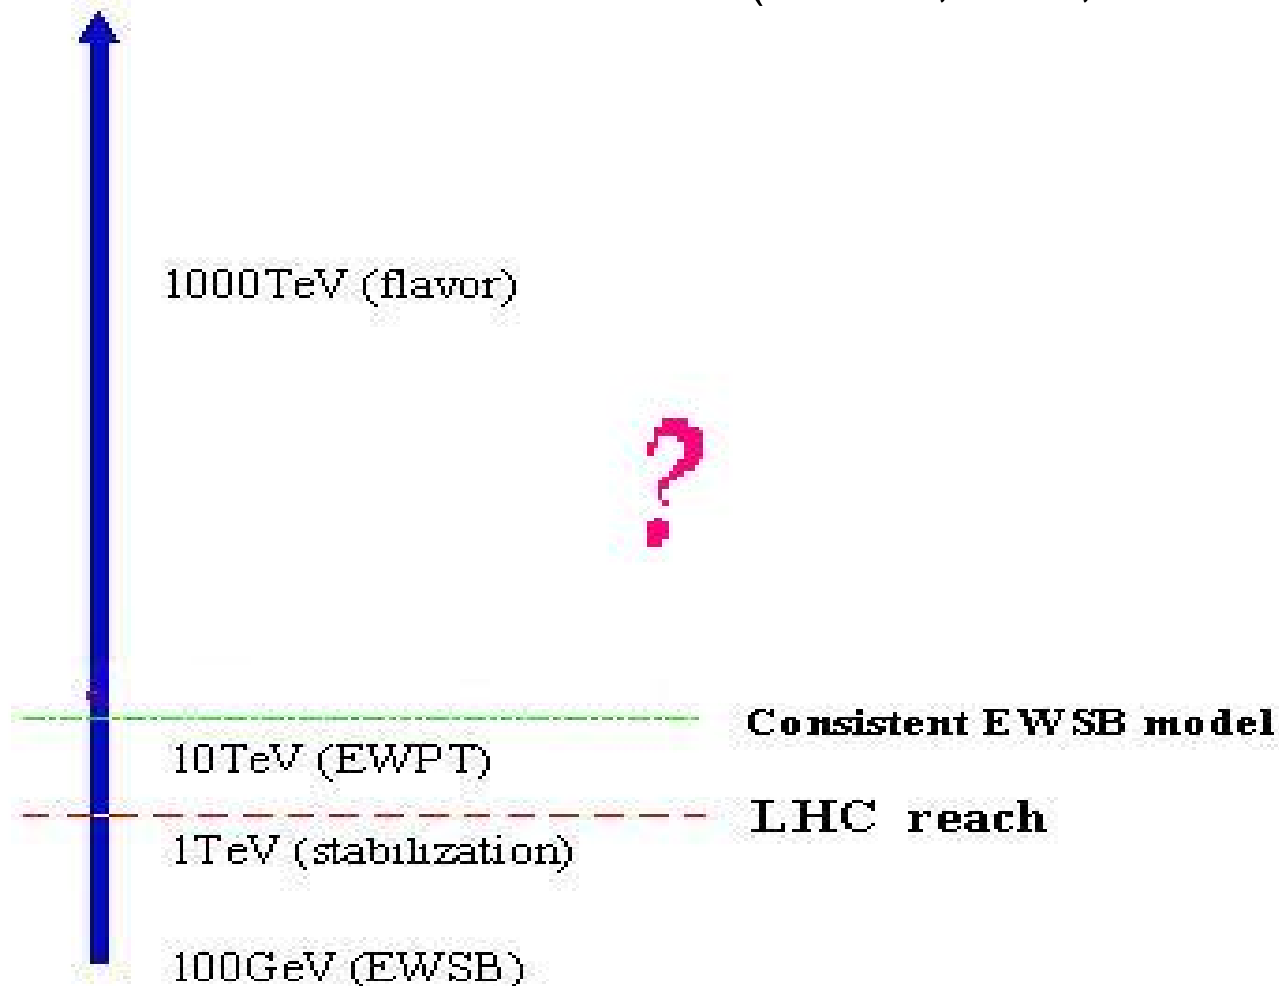 1000TeV (flavor)
?
Consistent EWSB model
10TeV (EWPT)
LHC reach
1TeV (stabilization)
100GeV (EWSB)